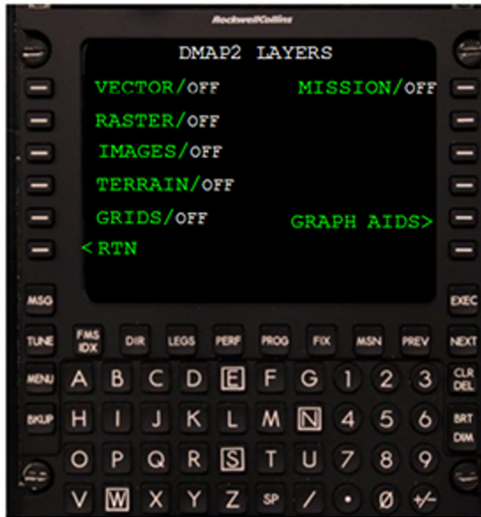 RockwellCollins
DMAP2 LAYERS
VECTOR/OFF MISSION/OFF
RASTER/OFF
IMAGES/OFF
TERRAIN/OFF
GRIDS/OFF GRAPH AIDS>
<RTN
MSG EXEC
TUNE FMS IDX DIR LEGS PERF PROG FIX MSN PREV NEXT
MENU A B C D E F G 1 2 3 CLR DEL
BKUP H I J K L M N 4 5 6 BRT DIM
O P Q R S T U 7 8 9
V W X Y Z SP / • Ø +/-